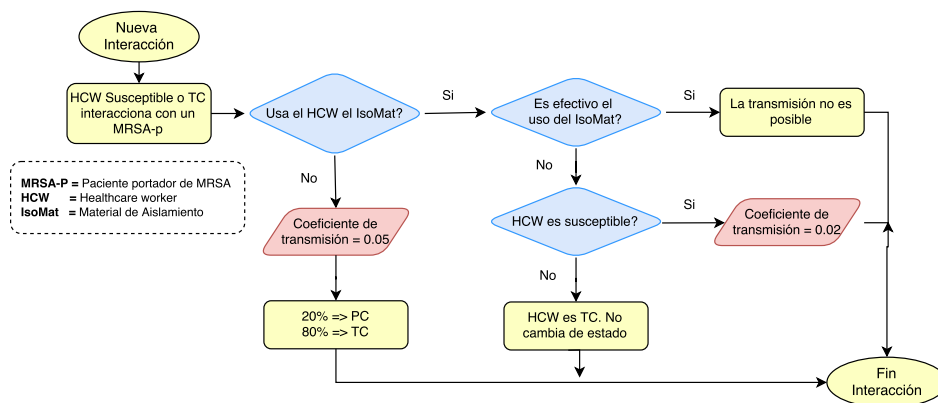 Nueva
Interacción
HCW Susceptible o TC
interacciona con un
MRSA-p
Usa el HCW el IsoMat?
Si
Es efectivo el
uso del IsoMat?
Si
La transmisión no es
posible
MRSA-P = Paciente portador de MRSA
HCW = Healthcare worker
IsoMat = Material de Aislamiento
No
No
Coeficiente de
transmisión = 0.05
HCW es susceptible?
Si
Coeficiente de
transmisión = 0.02
No
20% => PC
80% => TC
HCW es TC. No
cambia de estado
Fin
Interacción